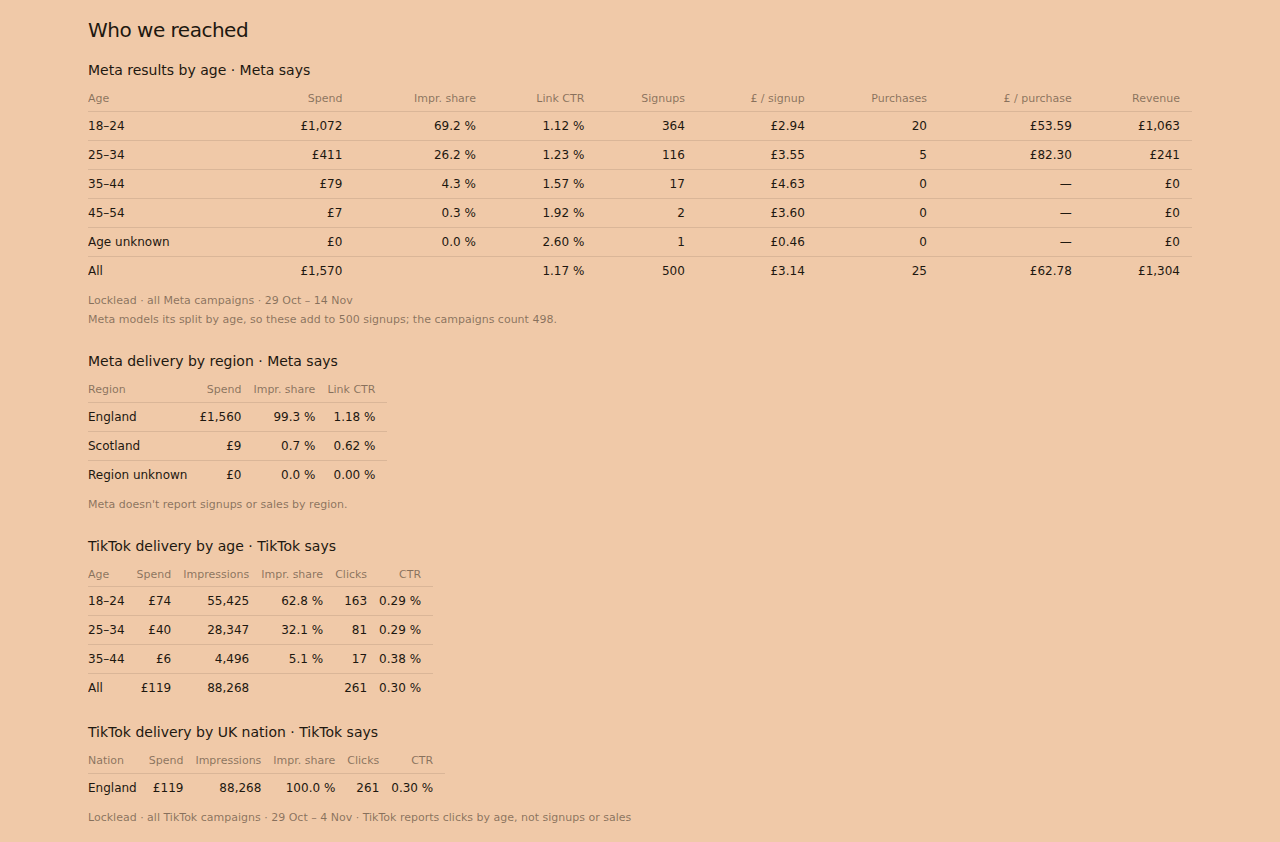 Who we reached
Meta results by age · Meta says
Age Spend Impr. share Link CTR Signups £ / signup Purchases £ / purchase Revenue
18–24 £1,072 69.2 % 1.12 % 364 £2.94 20 £53.59 £1,063
25–34 £411 26.2 % 1.23 % 116 £3.55 5 £82.30 £241
35–44 £79 4.3 % 1.57 % 17 £4.63 0 — £0
45–54 £7 0.3 % 1.92 % 2 £3.60 0 — £0
Age unknown £0 0.0 % 2.60 % 1 £0.46 0 — £0
All £1,570 1.17 % 500 £3.14 25 £62.78 £1,304
Locklead · all Meta campaigns · 29 Oct – 14 Nov
Meta models its split by age, so these add to 500 signups; the campaigns count 498.
Meta delivery by region · Meta says
Region Spend Impr. share Link CTR
England £1,560 99.3 % 1.18 %
Scotland £9 0.7 % 0.62 %
Region unknown £0 0.0 % 0.00 %
Meta doesn't report signups or sales by region.
TikTok delivery by age · TikTok says
Age Spend Impressions Impr. share Clicks CTR
18–24 £74 55,425 62.8 % 163 0.29 %
25–34 £40 28,347 32.1 % 81 0.29 %
35–44 £6 4,496 5.1 % 17 0.38 %
All £119 88,268 261 0.30 %
TikTok delivery by UK nation · TikTok says
Nation Spend Impressions Impr. share Clicks CTR
England £119 88,268 100.0 % 261 0.30 %
Locklead · all TikTok campaigns · 29 Oct – 4 Nov · TikTok reports clicks by age, not signups or sales